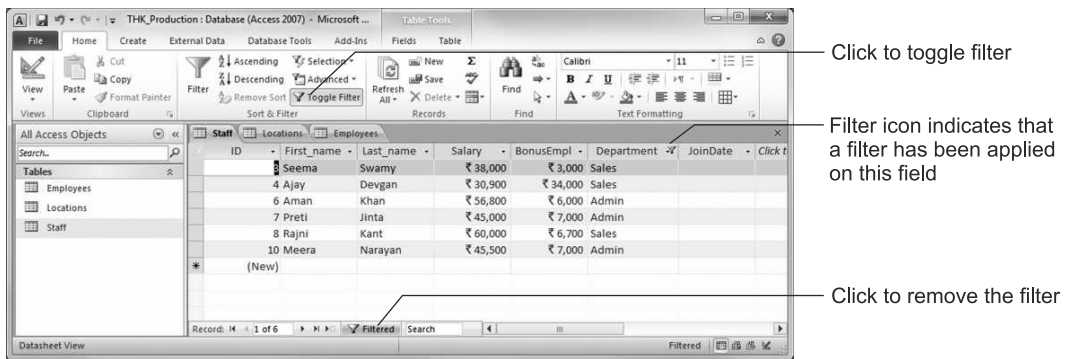 THK_Production : Database (Access 2007) - Microsoft ...
Table Tools
File Home Create External Data Database Tools Add-Ins Fields Table
View
Views
Paste
Cut
Copy
Format Painter
Clipboard
Filter
Ascending
Descending
Remove Sort
Selection
Advanced
Toggle Filter
Sort & Filter
Refresh
All
New
Save
Delete
Records
Find
Find
Calibri 11
B I U
A
Text Formatting
Click to toggle filter
All Access Objects
Search...
Tables
Employees
Locations
Staff
Staff Locations Employees
ID First_name Last_name Salary BonusEmpl Department JoinDate Click t
3 Seema Swamy ₹ 38,000 ₹ 3,000 Sales
4 Ajay Devgan ₹ 30,900 ₹ 34,000 Sales
6 Aman Khan ₹ 56,800 ₹ 6,000 Admin
7 Preti Jinta ₹ 45,000 ₹ 7,000 Admin
8 Rajni Kant ₹ 60,000 ₹ 6,700 Sales
10 Meera Narayan ₹ 45,500 ₹ 7,000 Admin
(New)
Filter icon indicates that
a filter has been applied
on this field
Record: 1 of 6 Filtered Search
Click to remove the filter
Datasheet View Filtered